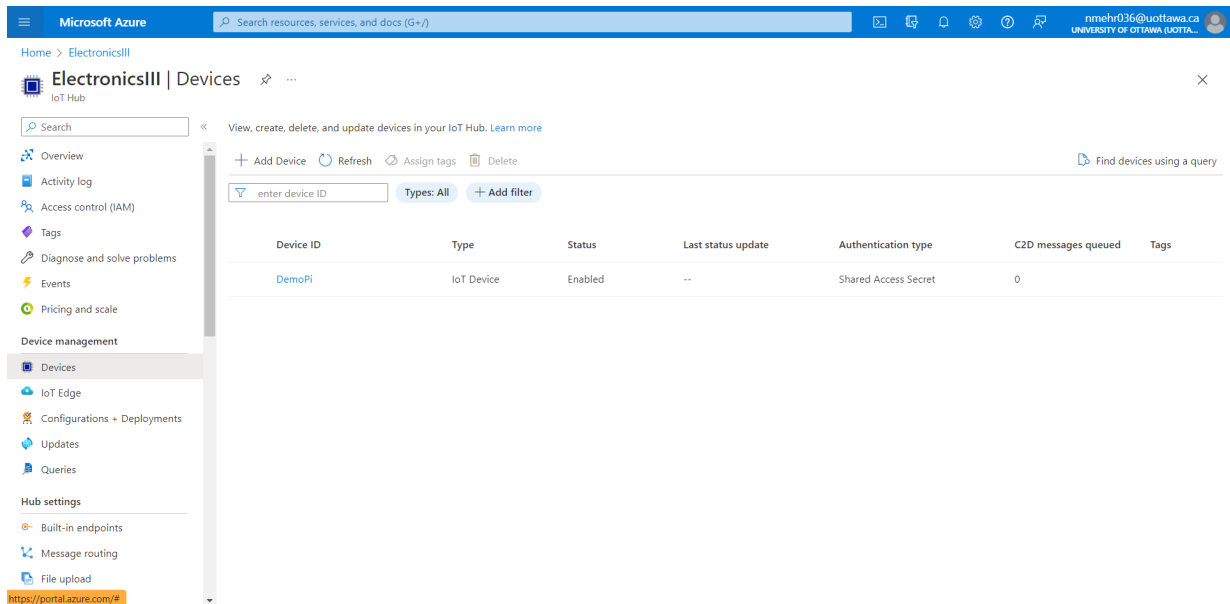 Microsoft Azure
Search resources, services, and docs (G+/)
nmehr036@uottawa.ca
UNIVERSITY OF OTTAWA (UOTTA...
Home > ElectronicsIII
ElectronicsIII | Devices
IoT Hub
Search
Overview
Activity log
Access control (IAM)
Tags
Diagnose and solve problems
Events
Pricing and scale
Device management
Devices
IoT Edge
Configurations + Deployments
Updates
Queries
Hub settings
Built-in endpoints
Message routing
File upload
https://portal.azure.com/#
View, create, delete, and update devices in your IoT Hub. Learn more
Add Device Refresh Assign tags Delete Find devices using a query
enter device ID Types: All Add filter
Device ID Type Status Last status update Authentication type C2D messages queued Tags
DemoPi IoT Device Enabled -- Shared Access Secret 0